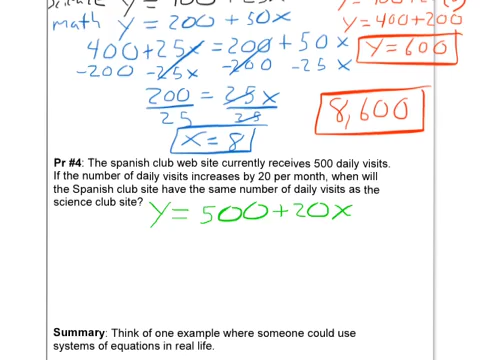 y = 400 + 25x
math y = 200 + 50x
y = 400 + 200
400 + 25x = 200 + 50x
y = 600
-200 -25x -200 -25x
200 = 25x
25 25
8,600
x = 8
Pr #4: The spanish club web site currently receives 500 daily visits.
If the number of daily visits increases by 20 per month, when will
the Spanish club site have the same number of daily visits as the
science club site?
y = 500 + 20x
Summary: Think of one example where someone could use
systems of equations in real life.